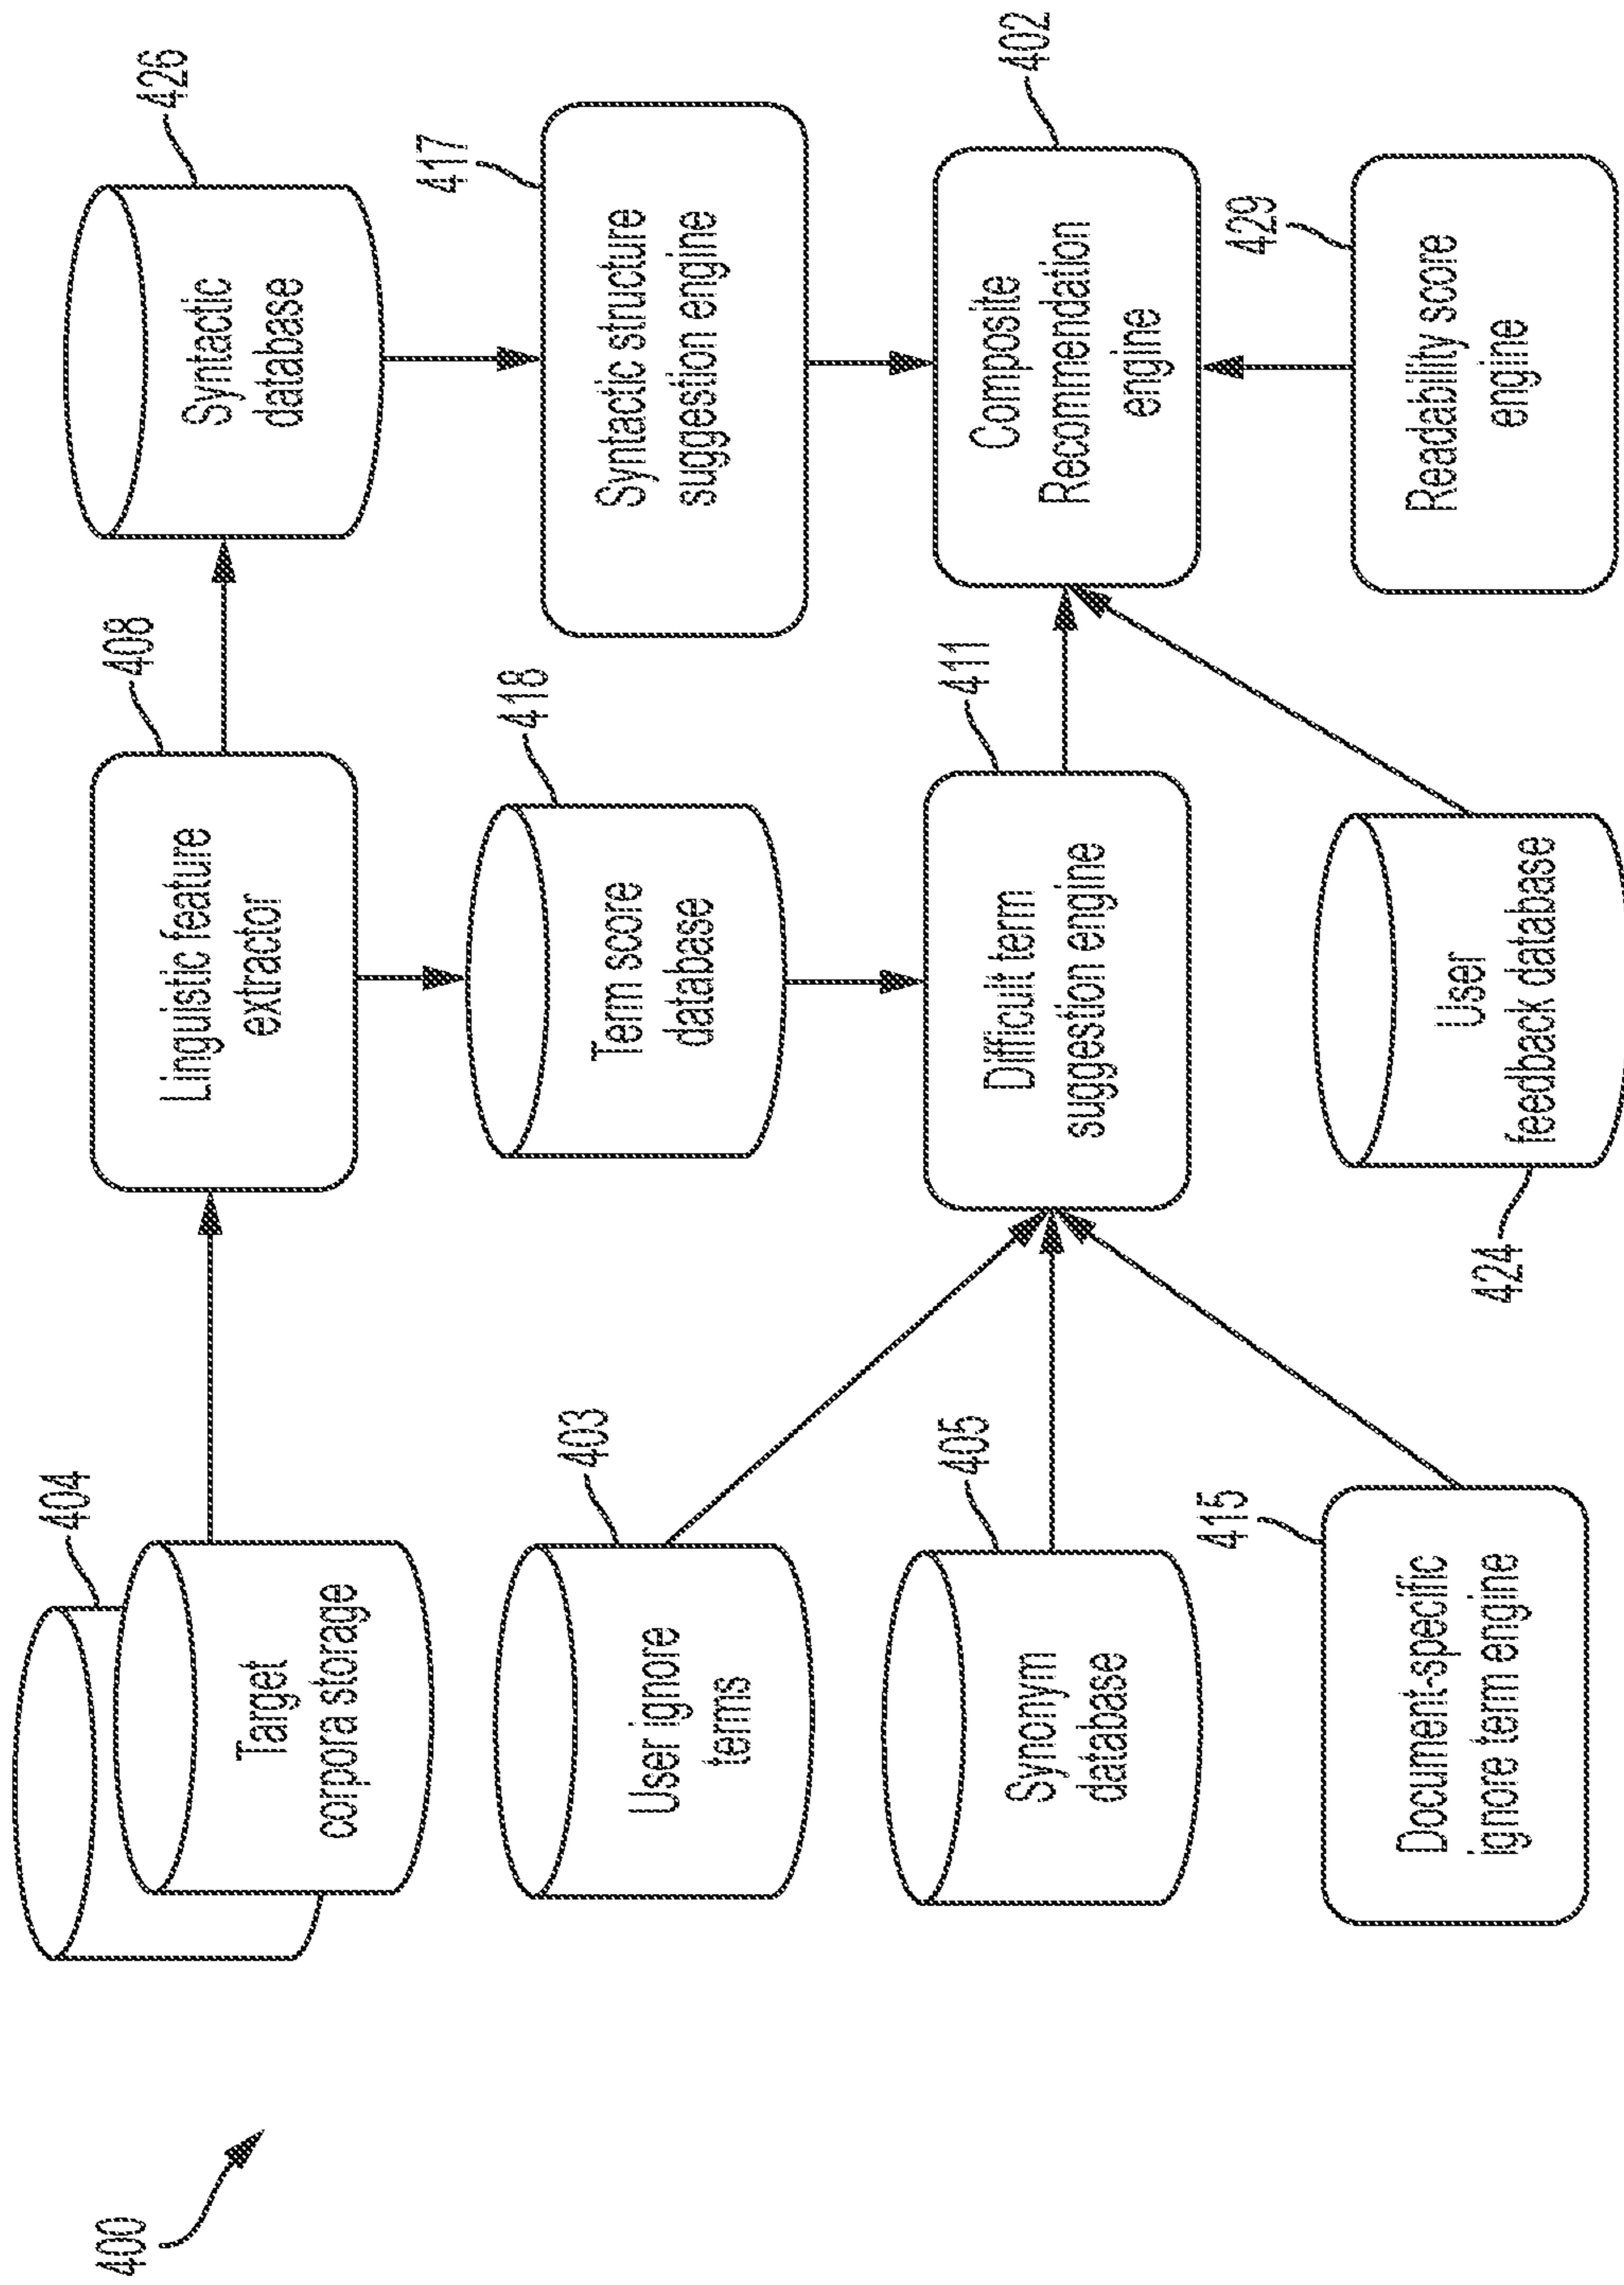 400
404
Target
corpora storage
403
User ignore
terms
405
Synonym
database
415
Document-specific
ignore term engine
408
Linguistic feature
extractor
418
Term score
database
411
Difficult term
suggestion engine
424
User
feedback database
426
Syntactic
database
417
Syntactic structure
suggestion engine
402
Composite
Recommendation
engine
429
Readability score
engine